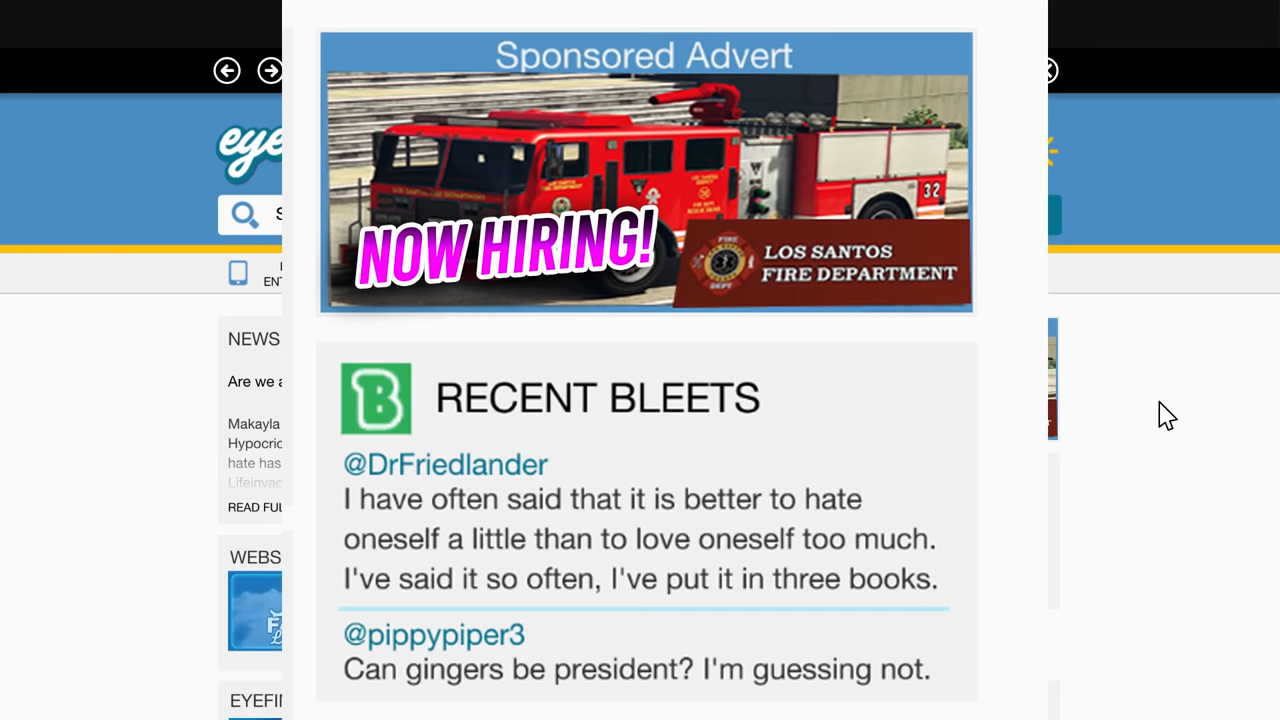 Sponsored Advert
32
NOW HIRING!
LOS SANTOS
FIRE DEPARTMENT
B RECENT BLEETS
@DrFriedlander
I have often said that it is better to hate
oneself a little than to love oneself too much.
I've said it so often, I've put it in three books.
@pippypiper3
Can gingers be president? I'm guessing not.
eye
S
ENT
NEWS
Are we a
Makayla
Hypocric
hate has
Lifeinvac
READ FUL
WEBS
EYEFI